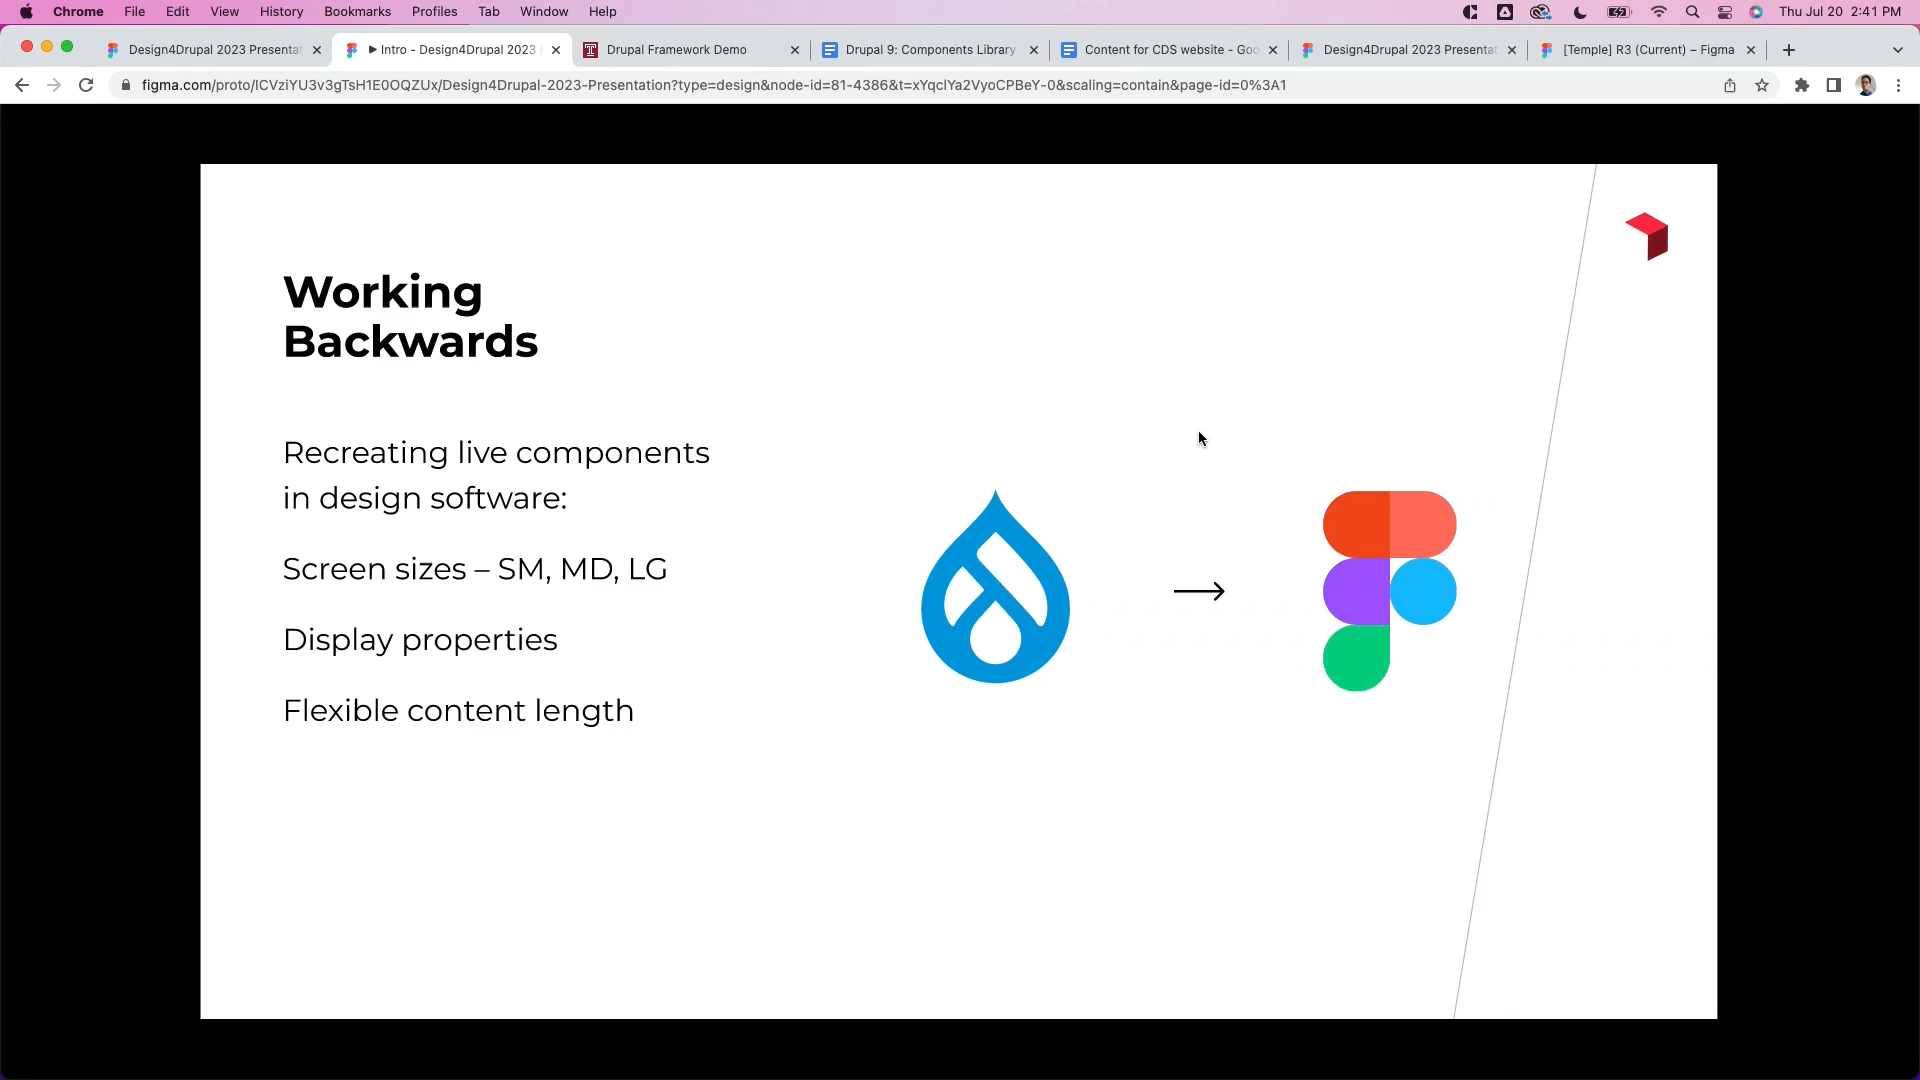 Chrome File Edit View History Bookmarks Profiles Tab Window Help Thu Jul 20 2:41 PM
Design4Drupal 2023 Presentat Intro - Design4Drupal 2023 Drupal Framework Demo Drupal 9: Components Library Content for CDS website - Goo Design4Drupal 2023 Presentat [Temple] R3 (Current) – Figma
figma.com/proto/ICVziYU3v3gTsH1E0OQZUx/Design4Drupal-2023-Presentation?type=design&node-id=81-4386&t=xYqclYa2VyoCPBeY-0&scaling=contain&page-id=0%3A1
Working
Backwards
Recreating live components
in design software:
Screen sizes – SM, MD, LG
Display properties
Flexible content length